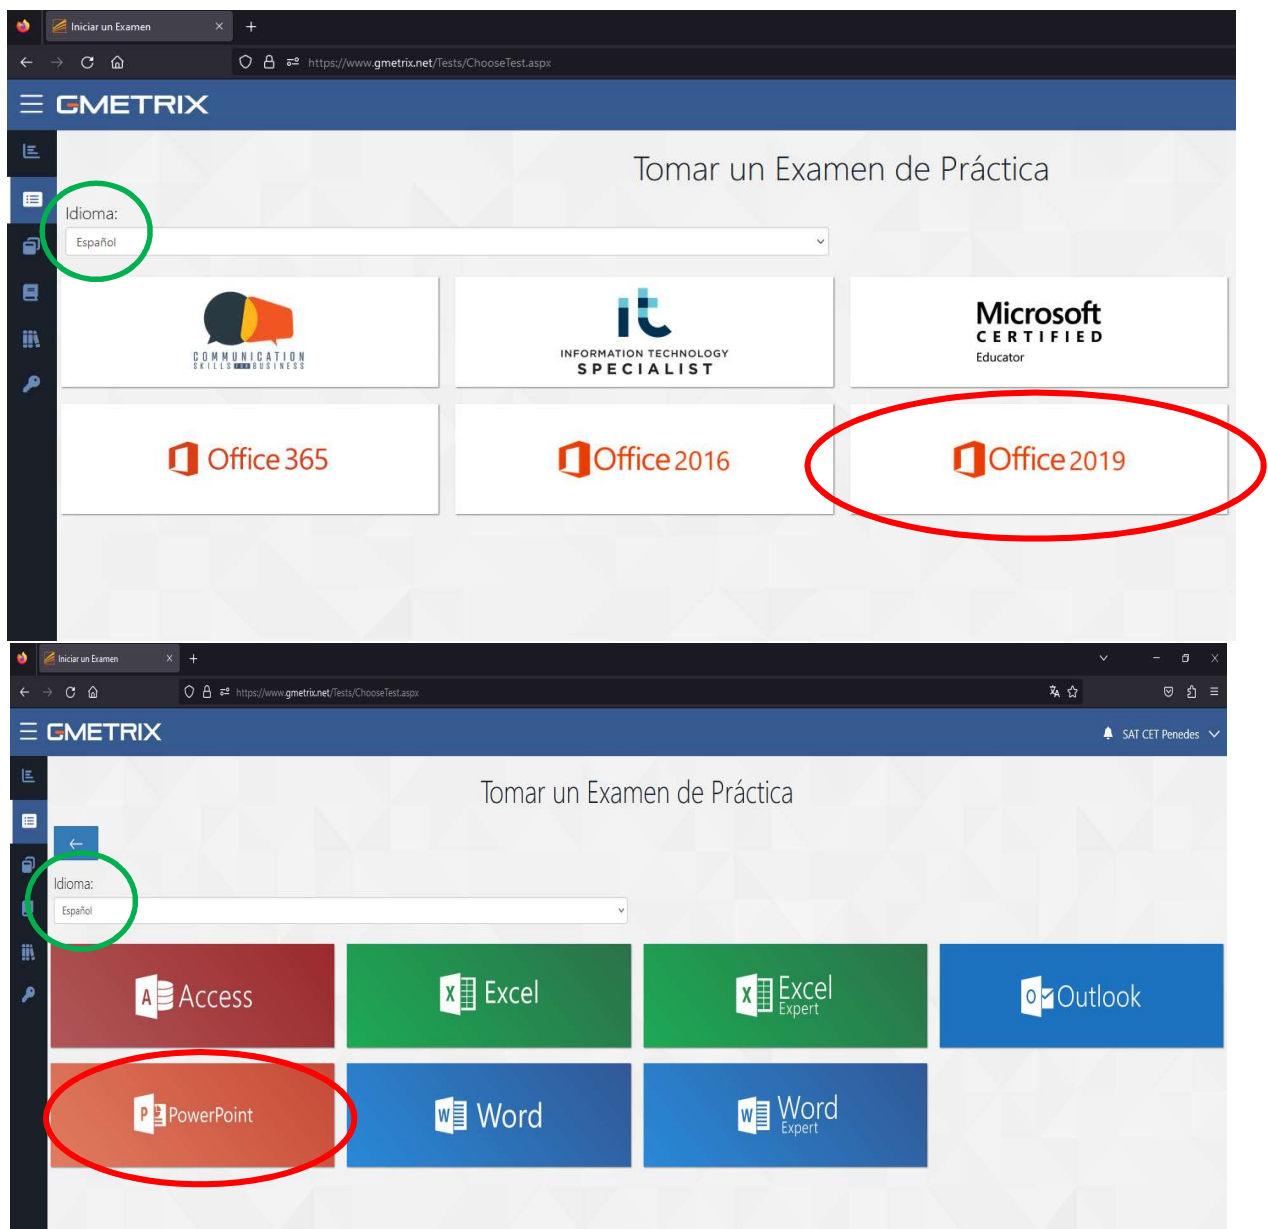 Iniciar un Examen
https://www.gmetrix.net/Tests/ChooseTest.aspx
GMETRIX
Tomar un Examen de Práctica
Idioma:
Español
COMMUNICATION
SKILLS FOR BUSINESS
it
INFORMATION TECHNOLOGY
SPECIALIST
Microsoft
CERTIFIED
Educator
Office 365
Office 2016
Office 2019
Iniciar un Examen
https://www.gmetrix.net/Tests/ChooseTest.aspx
GMETRIX
SAT CET Penedes
Tomar un Examen de Práctica
Idioma:
Español
A Access
X Excel
X Excel
Expert
O Outlook
P PowerPoint
W Word
W Word
Expert